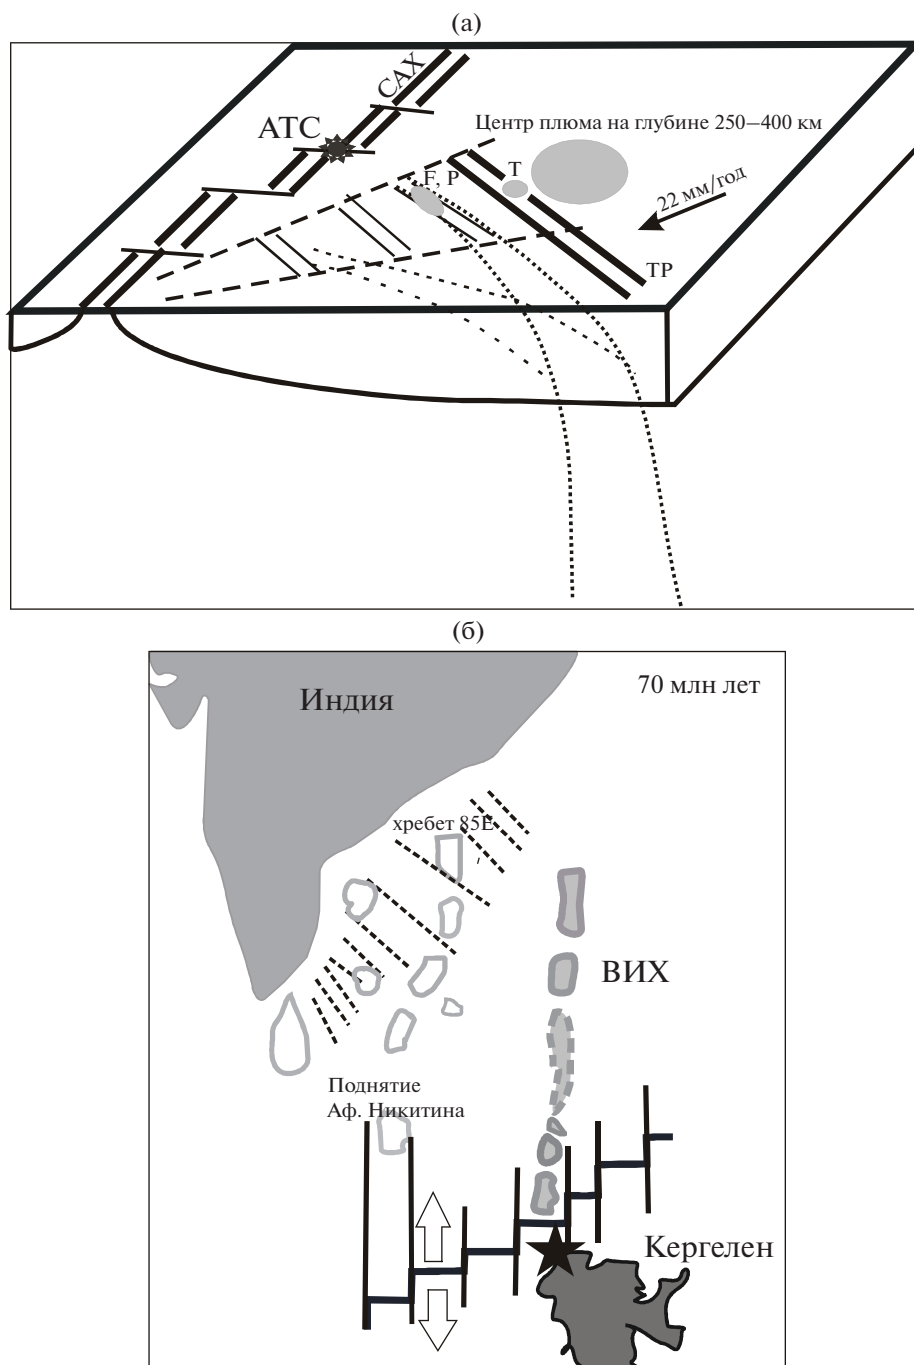 (а)
САХ
АТС
Центр плюма на глубине 250–400 км
Т
F, P
22 мм/год
ТР
(б)
Индия
70 млн лет
хребет 85Е
ВИХ
Поднятие
Аф. Никитина
Кергелен